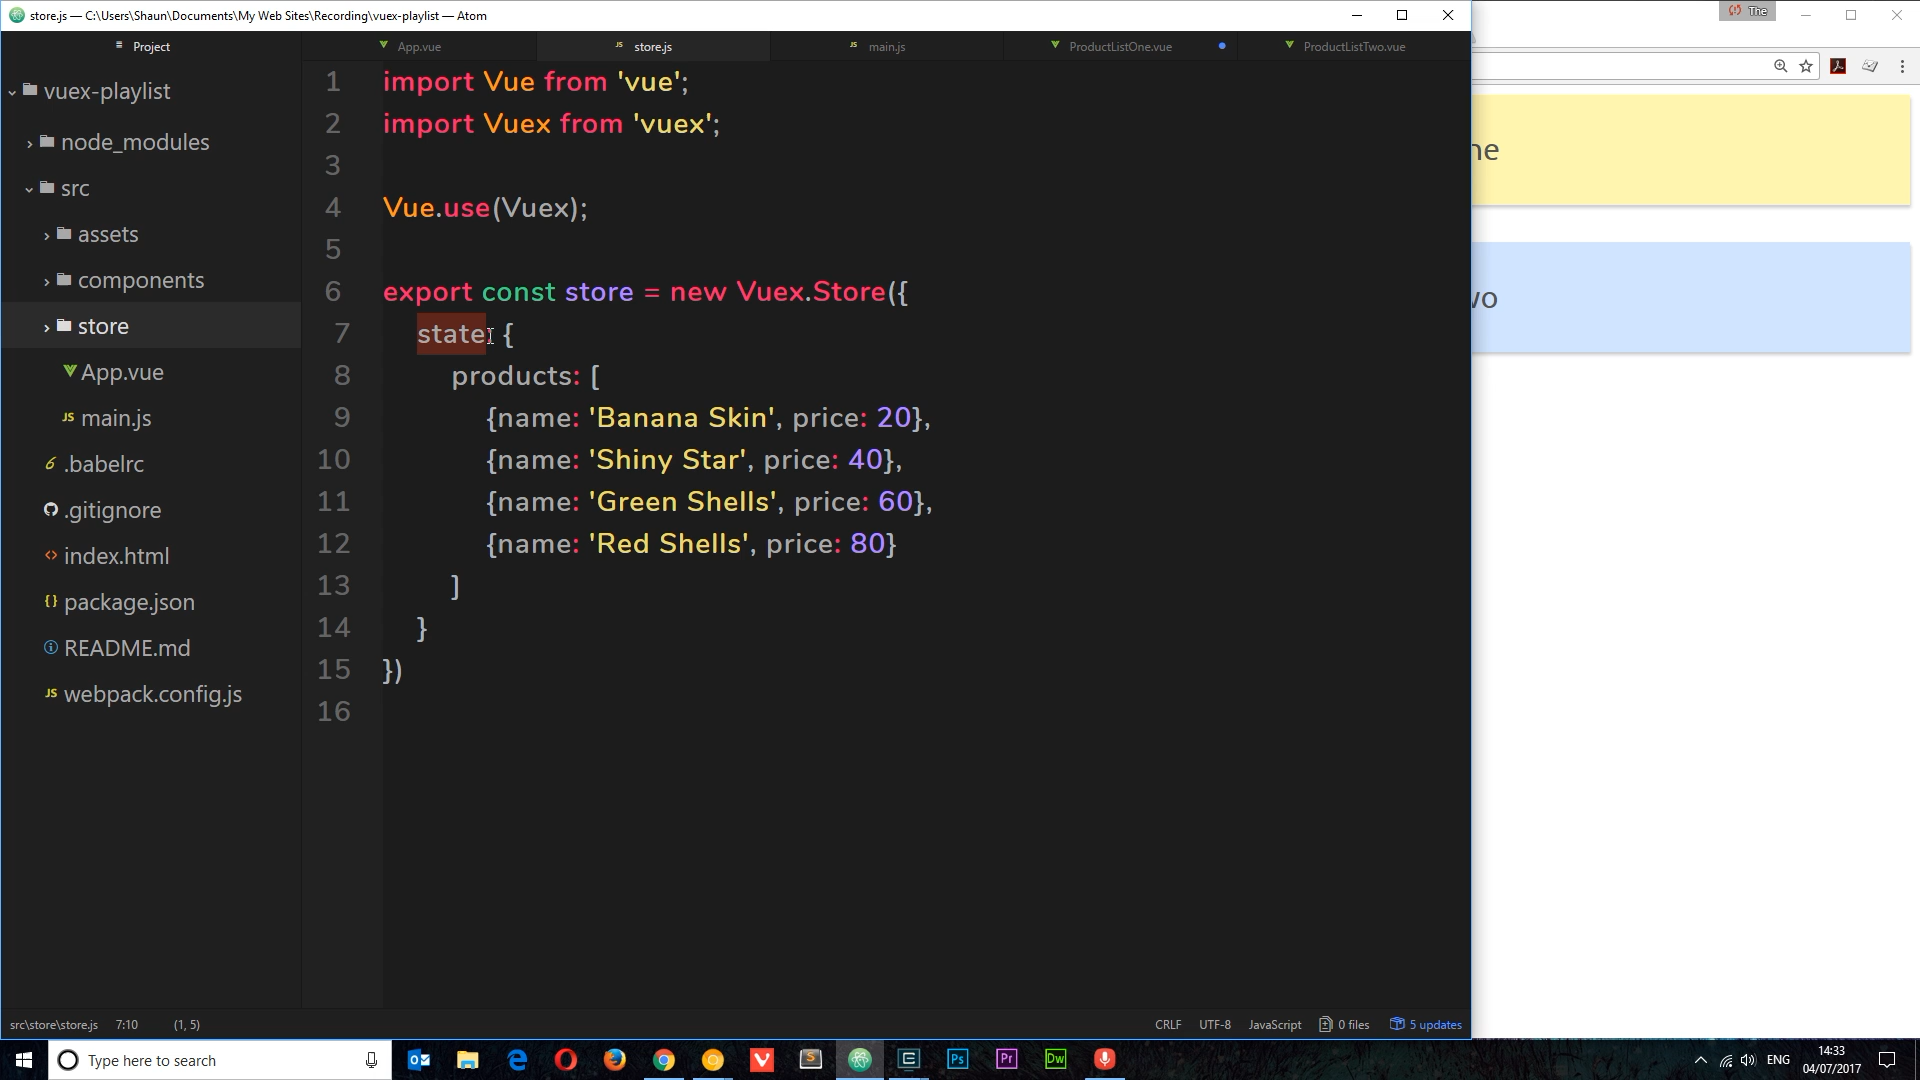 store.js — C:\Users\Shaun\Documents\My Web Sites\Recording\vuex-playlist — Atom
The
Project
App.vue
store.js
main.js
ProductListOne.vue
ProductListTwo.vue
vuex-playlist
node_modules
src
assets
components
store
App.vue
main.js
.babelrc
.gitignore
index.html
package.json
README.md
webpack.config.js
1 import Vue from 'vue';
2 import Vuex from 'vuex';
3
4 Vue.use(Vuex);
5
6 export const store = new Vuex.Store({
7 state: {
8 products: [
9 {name: 'Banana Skin', price: 20},
10 {name: 'Shiny Star', price: 40},
11 {name: 'Green Shells', price: 60},
12 {name: 'Red Shells', price: 80}
13 ]
14 }
15 })
16
ne
wo
src\store\store.js 7:10 (1, 5)
CRLF UTF-8 JavaScript 0 files 5 updates
Type here to search
Ps
Pr
Dw
ENG
14:33
04/07/2017